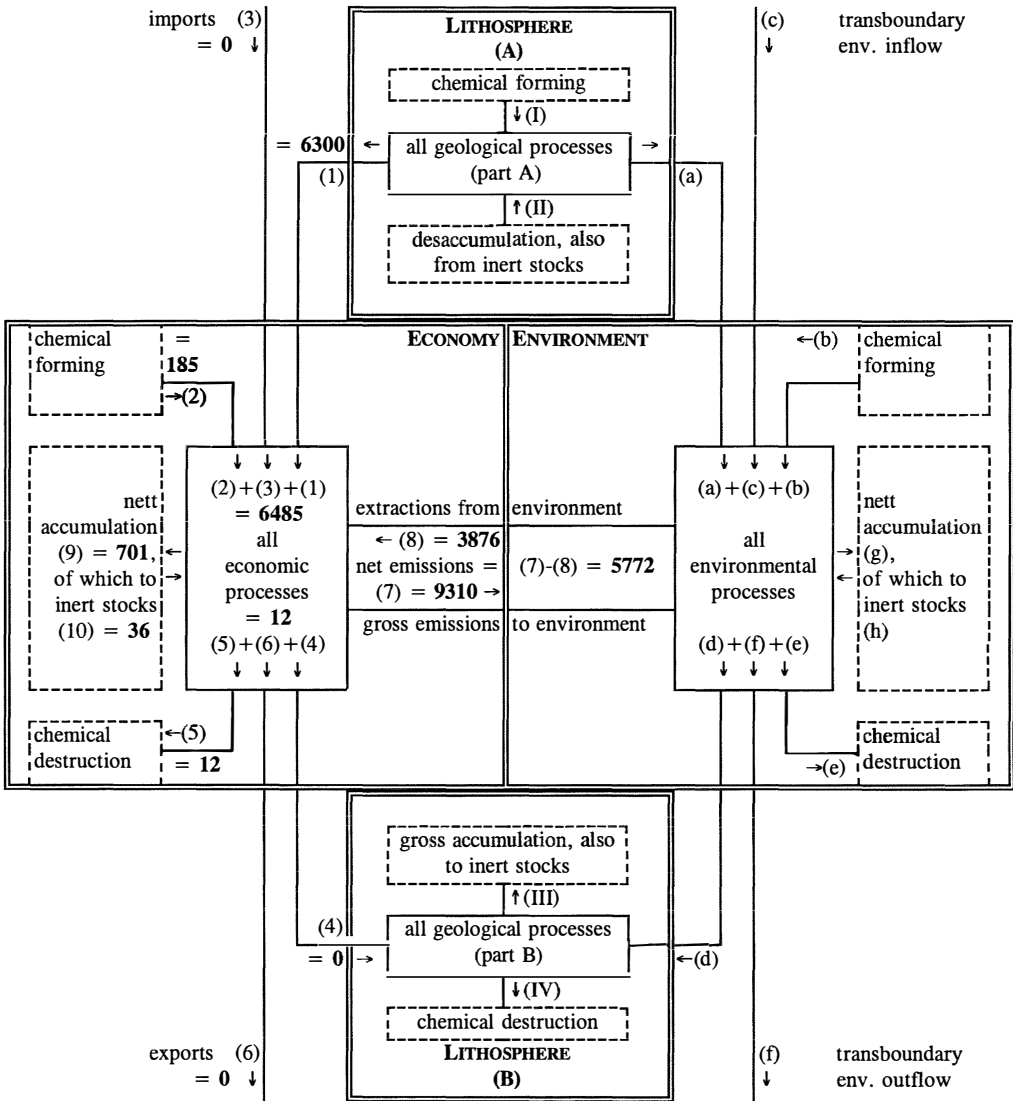 imports (3)
= 0 ↓
LITHOSPHERE
(A)
(c) transboundary
↓ env. inflow
chemical forming
↓ (I)
= 6300 ←
(1)
all geological processes
(part A)
→
(a)
↑ (II)
desaccumulation, also
from inert stocks
ECONOMY
ENVIRONMENT
chemical
forming
=
185
→(2)
←(b)
chemical
forming
↓ ↓ ↓
(2)+(3)+(1)
= 6485
all
economic
processes
= 12
(5)+(6)+(4)
↓ ↓ ↓
nett
accumulation
(9) = 701,
of which to
inert stocks
(10) = 36
←
→
extractions from environment
← (8) = 3876
net emissions =
(7) = 9310 →
(7)-(8) = 5772
gross emissions to environment
↓ ↓ ↓
(a)+(c)+(b)
all
environmental
processes
(d)+(f)+(e)
↓ ↓ ↓
→
←
nett
accumulation
(g),
of which to
inert stocks
(h)
chemical
destruction
←(5)
= 12
chemical
destruction
→(e)
gross accumulation, also
to inert stocks
↑ (III)
(4)
= 0 →
all geological processes
(part B)
←(d)
↓ (IV)
chemical destruction
LITHOSPHERE
(B)
exports (6)
= 0 ↓
(f) transboundary
↓ env. outflow